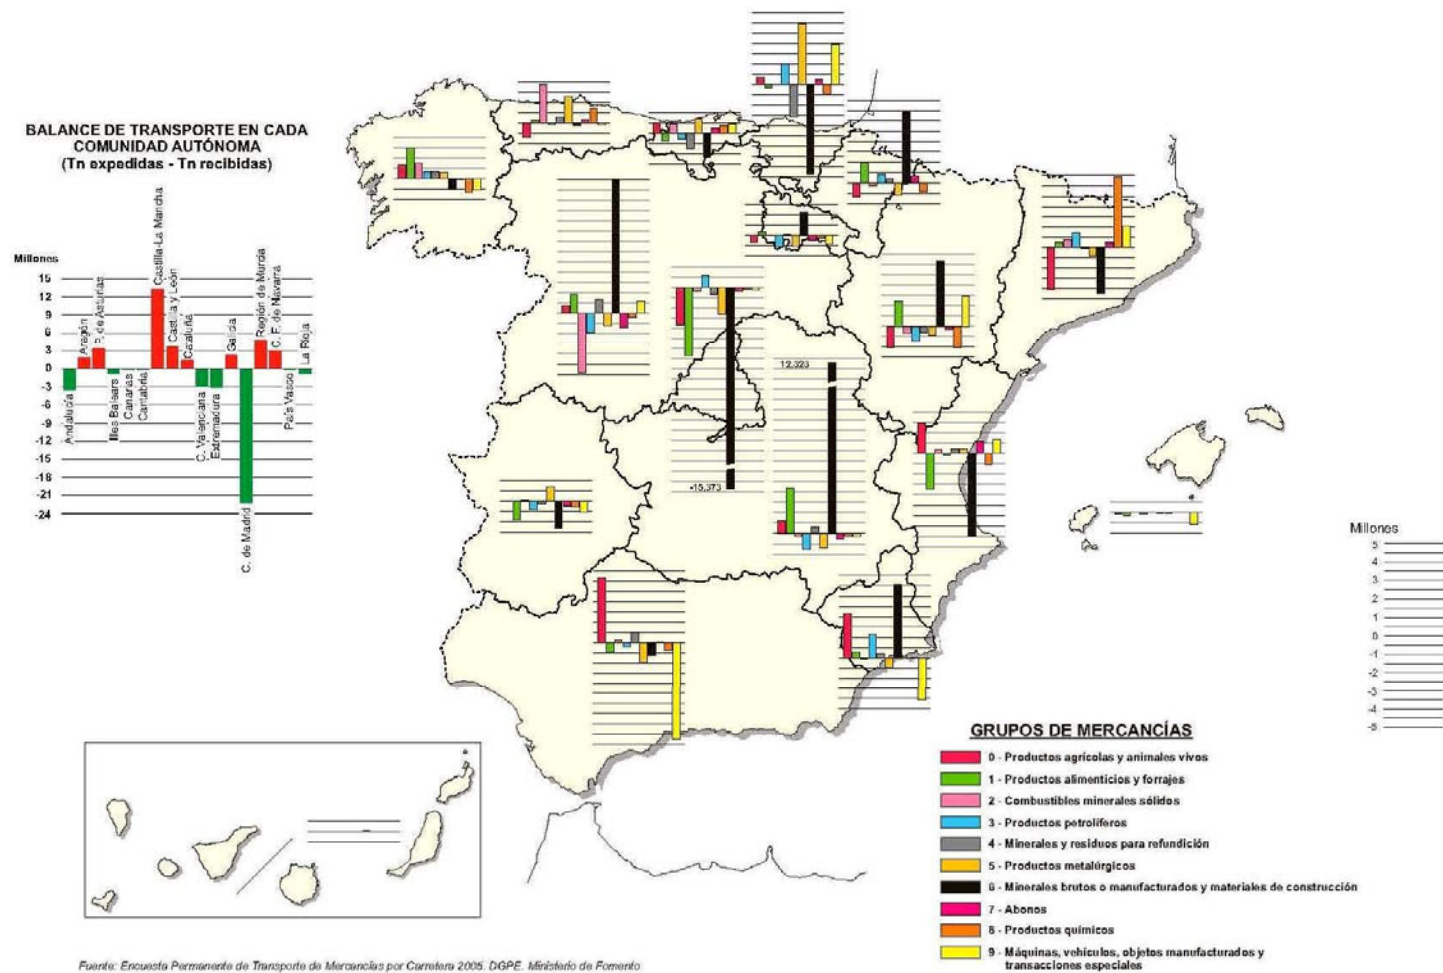 BALANCE DE TRANSPORTE EN CADA
COMUNIDAD AUTÓNOMA
(Tn expedidas - Tn recibidas)
Millones
15
12
9
6
3
0
-3
-6
-9
-12
-15
-18
-21
-24
Andalucía
Aragón
P. de Asturias
Illes Balears
Canarias
Cantabria
Castilla-La Mancha
Castilla y León
Cataluña
C. Valenciana
Extremadura
Galicia
C. de Madrid
Región de Murcia
C. F. de Navarra
País Vasco
La Rioja
12,323
-15,373
Millones
5
4
3
2
1
0
-1
-2
-3
-4
-5
GRUPOS DE MERCANCÍAS
0 - Productos agrícolas y animales vivos
1 - Productos alimenticios y forrajes
2 - Combustibles minerales sólidos
3 - Productos petrolíferos
4 - Minerales y residuos para refundición
5 - Productos metalúrgicos
6 - Minerales brutos o manufacturados y materiales de construcción
7 - Abonos
8 - Productos químicos
9 - Máquinas, vehículos, objetos manufacturados y
transacciones especiales
Fuente: Encuesta Permanente de Transporte de Mercancías por Carretera 2005. DGPE. Ministerio de Fomento